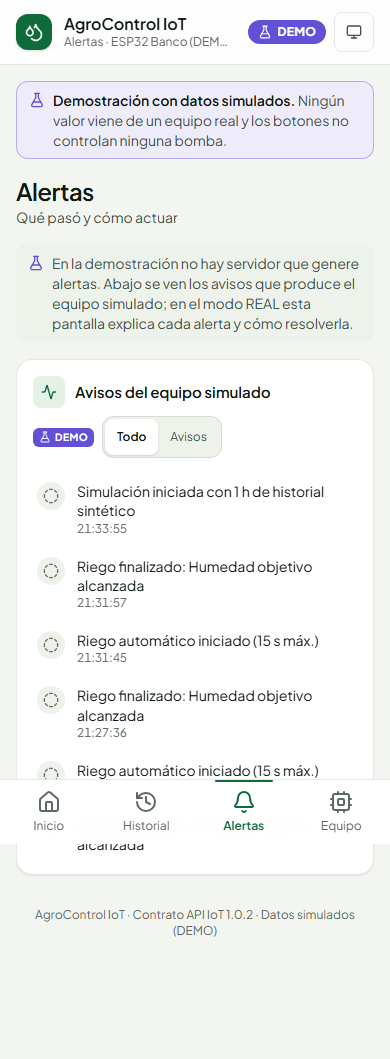 AgroControl IoT
Alertas · ESP32 Banco (DEM...
DEMO
Demostración con datos simulados. Ningún
valor viene de un equipo real y los botones no
controlan ninguna bomba.
Alertas
Qué pasó y cómo actuar
En la demostración no hay servidor que genere
alertas. Abajo se ven los avisos que produce el
equipo simulado; en el modo REAL esta
pantalla explica cada alerta y cómo resolverla.
Avisos del equipo simulado
DEMO
Todo
Avisos
Simulación iniciada con 1 h de historial
sintético
21:33:55
Riego finalizado: Humedad objetivo
alcanzada
21:31:57
Riego automático iniciado (15 s máx.)
21:31:45
Riego finalizado: Humedad objetivo
alcanzada
21:27:36
Riego automático iniciado (15 s máx.)
Inicio
Historial
Alertas
Equipo
alcanzada
AgroControl IoT · Contrato API IoT 1.0.2 · Datos simulados
(DEMO)